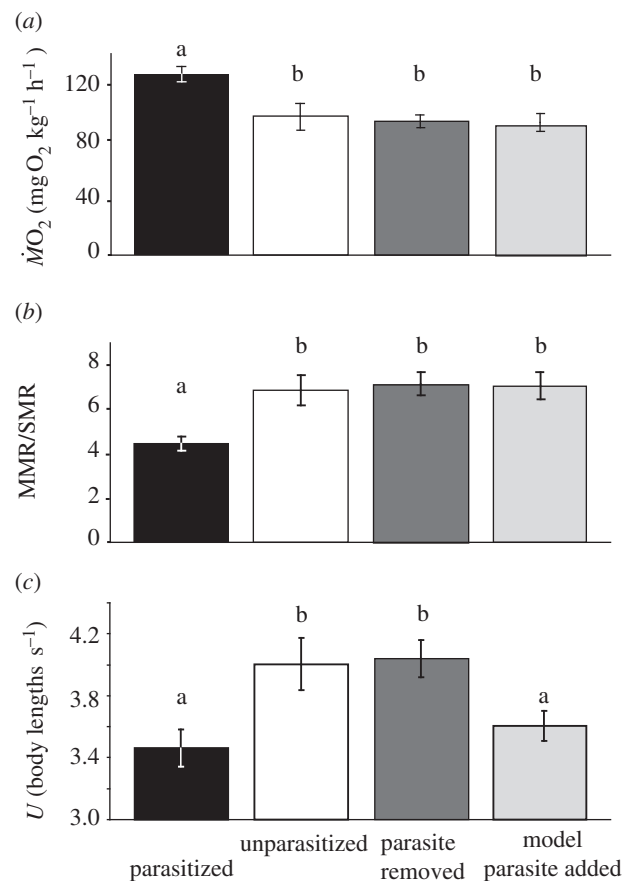 (a)
a
b
b
b
120
80
40
0
ṀO₂ (mg O₂ kg⁻¹ h⁻¹)
(b)
a
b
b
b
8
6
4
2
0
MMR/SMR
(c)
a
b
b
a
4.2
3.8
3.4
3.0
U (body lengths s⁻¹)
parasitized
unparasitized
parasite
removed
model
parasite added